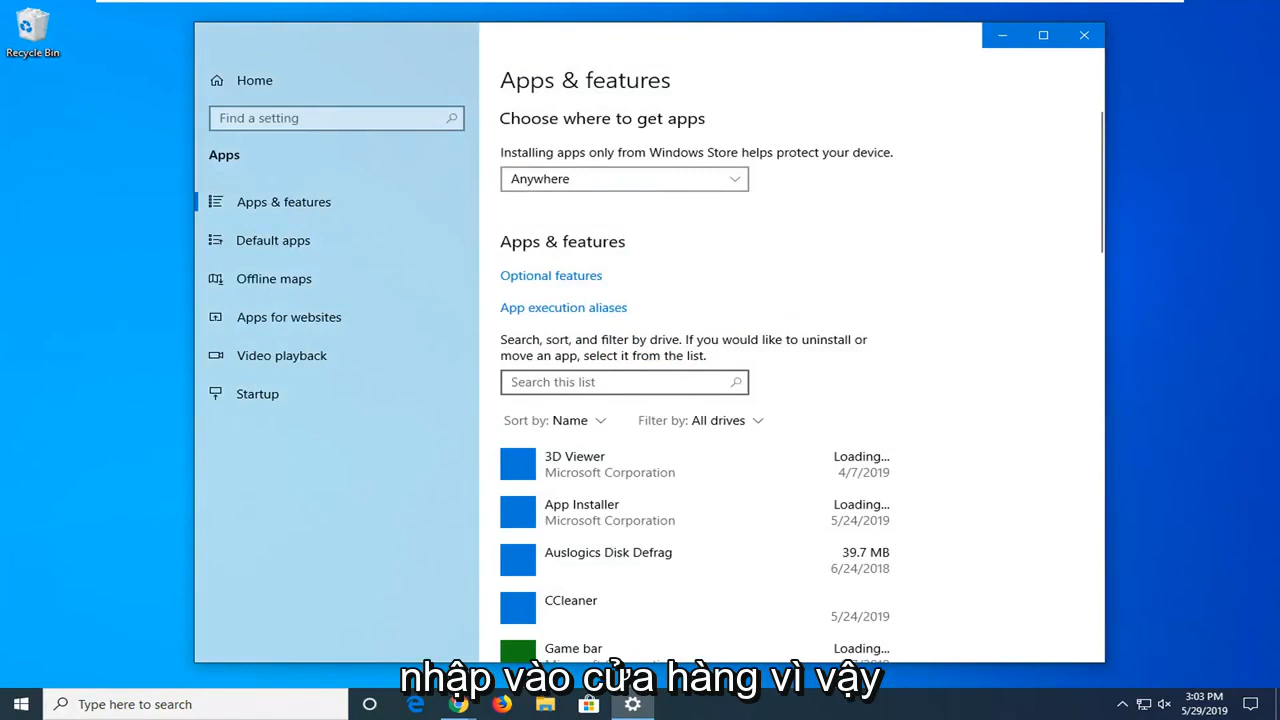 Recycle Bin
Home
Find a setting
Apps
Apps & features
Default apps
Offline maps
Apps for websites
Video playback
Startup
Apps & features
Choose where to get apps
Installing apps only from Windows Store helps protect your device.
Anywhere
Apps & features
Optional features
App execution aliases
Search, sort, and filter by drive. If you would like to uninstall or
move an app, select it from the list.
Search this list
Sort by: Name Filter by: All drives
3D Viewer Loading...
Microsoft Corporation 4/7/2019
App Installer Loading...
Microsoft Corporation 5/24/2019
Auslogics Disk Defrag 39.7 MB
6/24/2018
CCleaner
5/24/2019
Game bar Loading...
nhập vào cửa hàng vì vậy
Type here to search
3:03 PM
5/29/2019